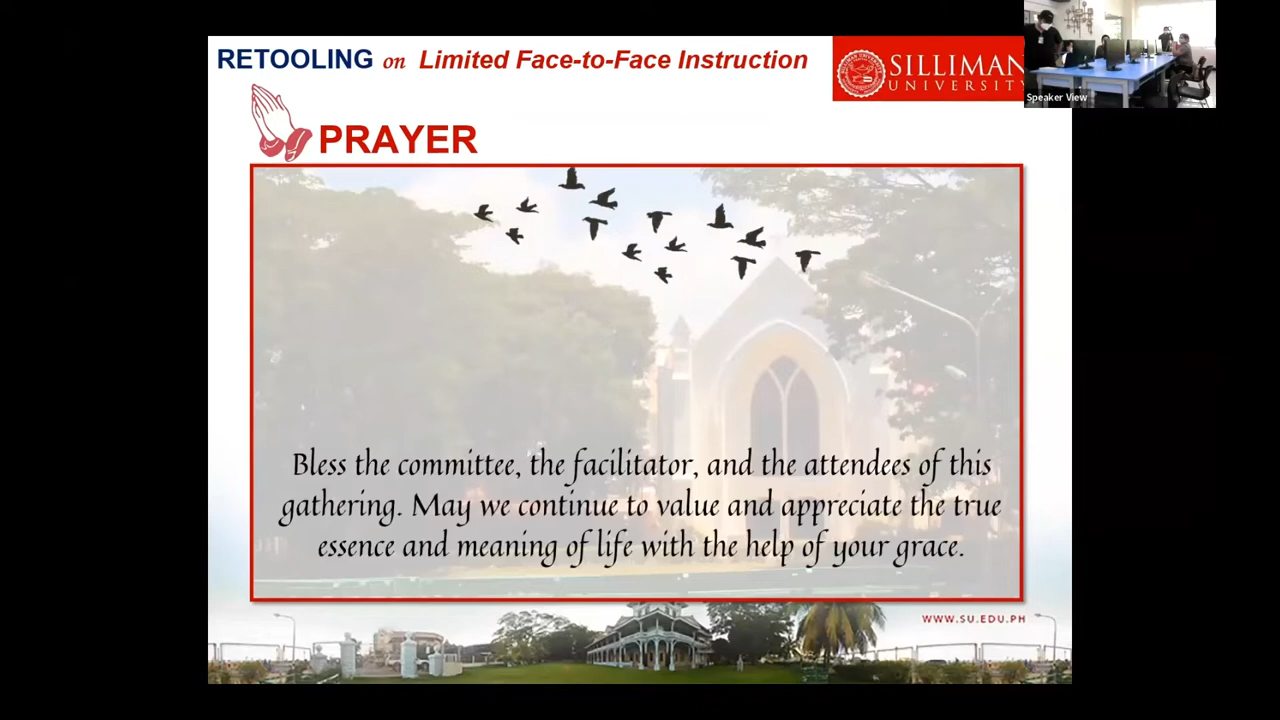 RETOOLING on Limited Face-to-Face Instruction
SILLIMAN
UNIVERSITY
Speaker View
PRAYER
Bless the committee, the facilitator, and the attendees of this
gathering. May we continue to value and appreciate the true
essence and meaning of life with the help of your grace.
WWW.SU.EDU.PH